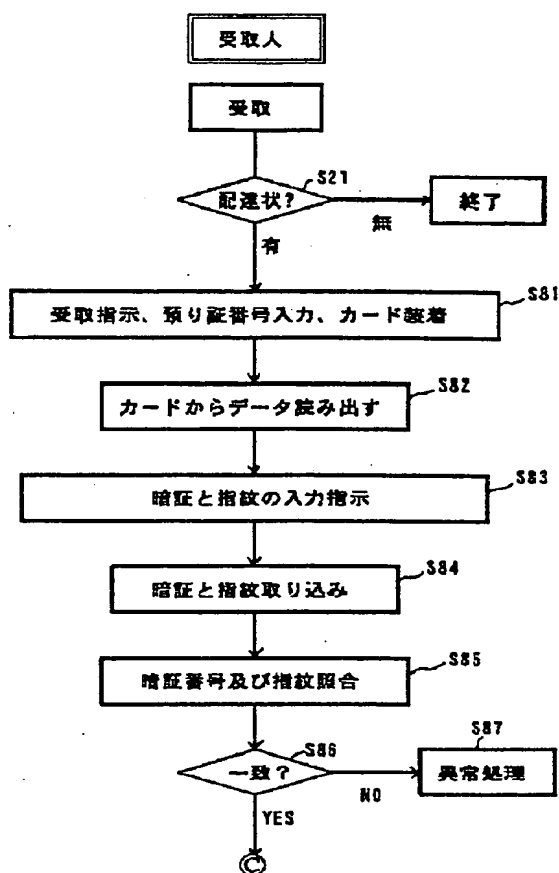 受取人
受取
S21
配達状?
終了
無
有
S81
受取指示、預り証番号入力、カード装着
S82
カードからデータ読み出す
S83
暗証と指紋の入力指示
S84
暗証と指紋取り込み
S85
暗証番号及び指紋照合
S86
一致?
S87
異常処理
NO
YES
C